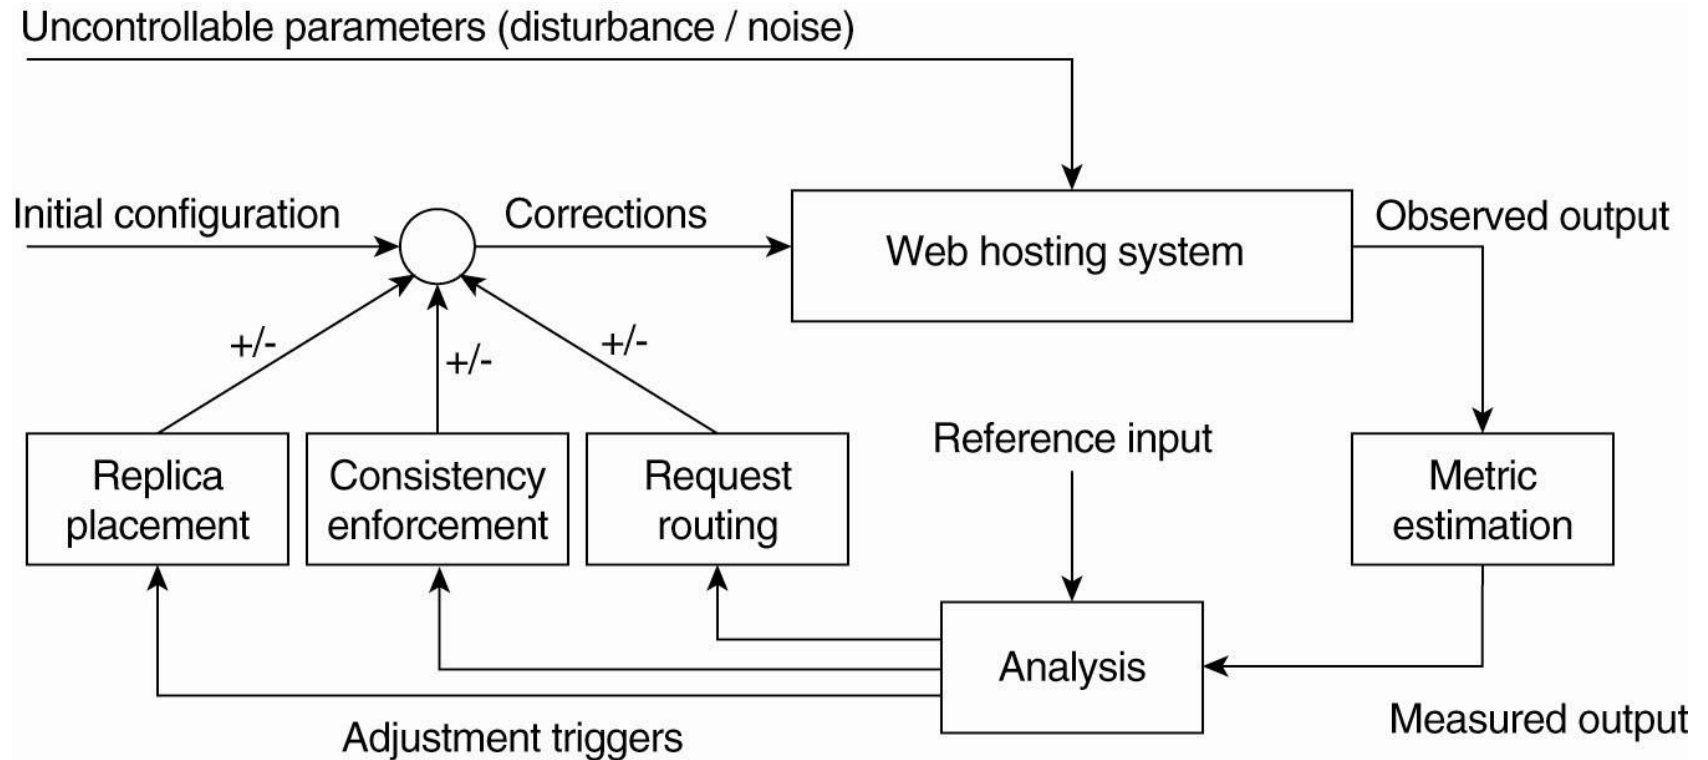 Uncontrollable parameters (disturbance / noise)
Initial configuration
Corrections
Web hosting system
Observed output
+/-
+/-
+/-
Reference input
Replica
placement
Consistency
enforcement
Request
routing
Metric
estimation
Analysis
Adjustment triggers
Measured output